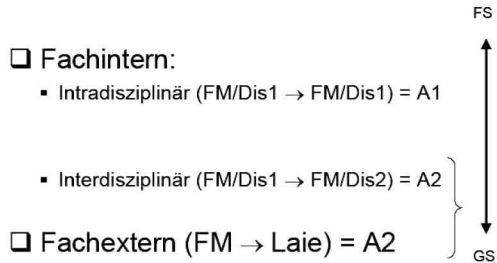 FS
❑ Fachintern:
▪ Intradisziplinär (FM/Dis1 → FM/Dis1) = A1
▪ Interdisziplinär (FM/Dis1 → FM/Dis2) = A2
❑ Fachextern (FM → Laie) = A2
GS